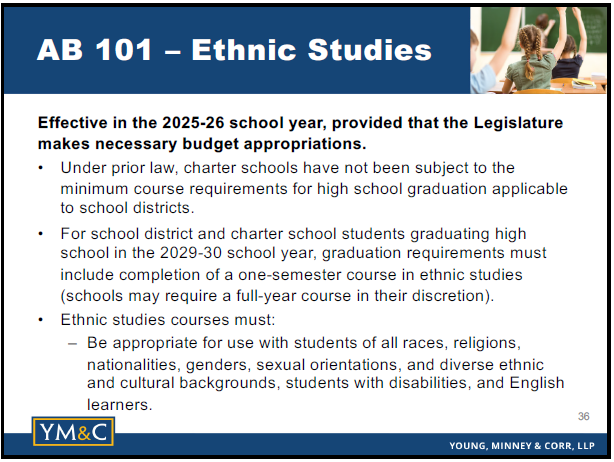 AB 101 – Ethnic Studies
Effective in the 2025-26 school year, provided that the Legislature
makes necessary budget appropriations.
• Under prior law, charter schools have not been subject to the
minimum course requirements for high school graduation applicable
to school districts.
• For school district and charter school students graduating high
school in the 2029-30 school year, graduation requirements must
include completion of a one-semester course in ethnic studies
(schools may require a full-year course in their discretion).
• Ethnic studies courses must:
– Be appropriate for use with students of all races, religions,
nationalities, genders, sexual orientations, and diverse ethnic
and cultural backgrounds, students with disabilities, and English
learners.
36
YM&C
YOUNG, MINNEY & CORR, LLP